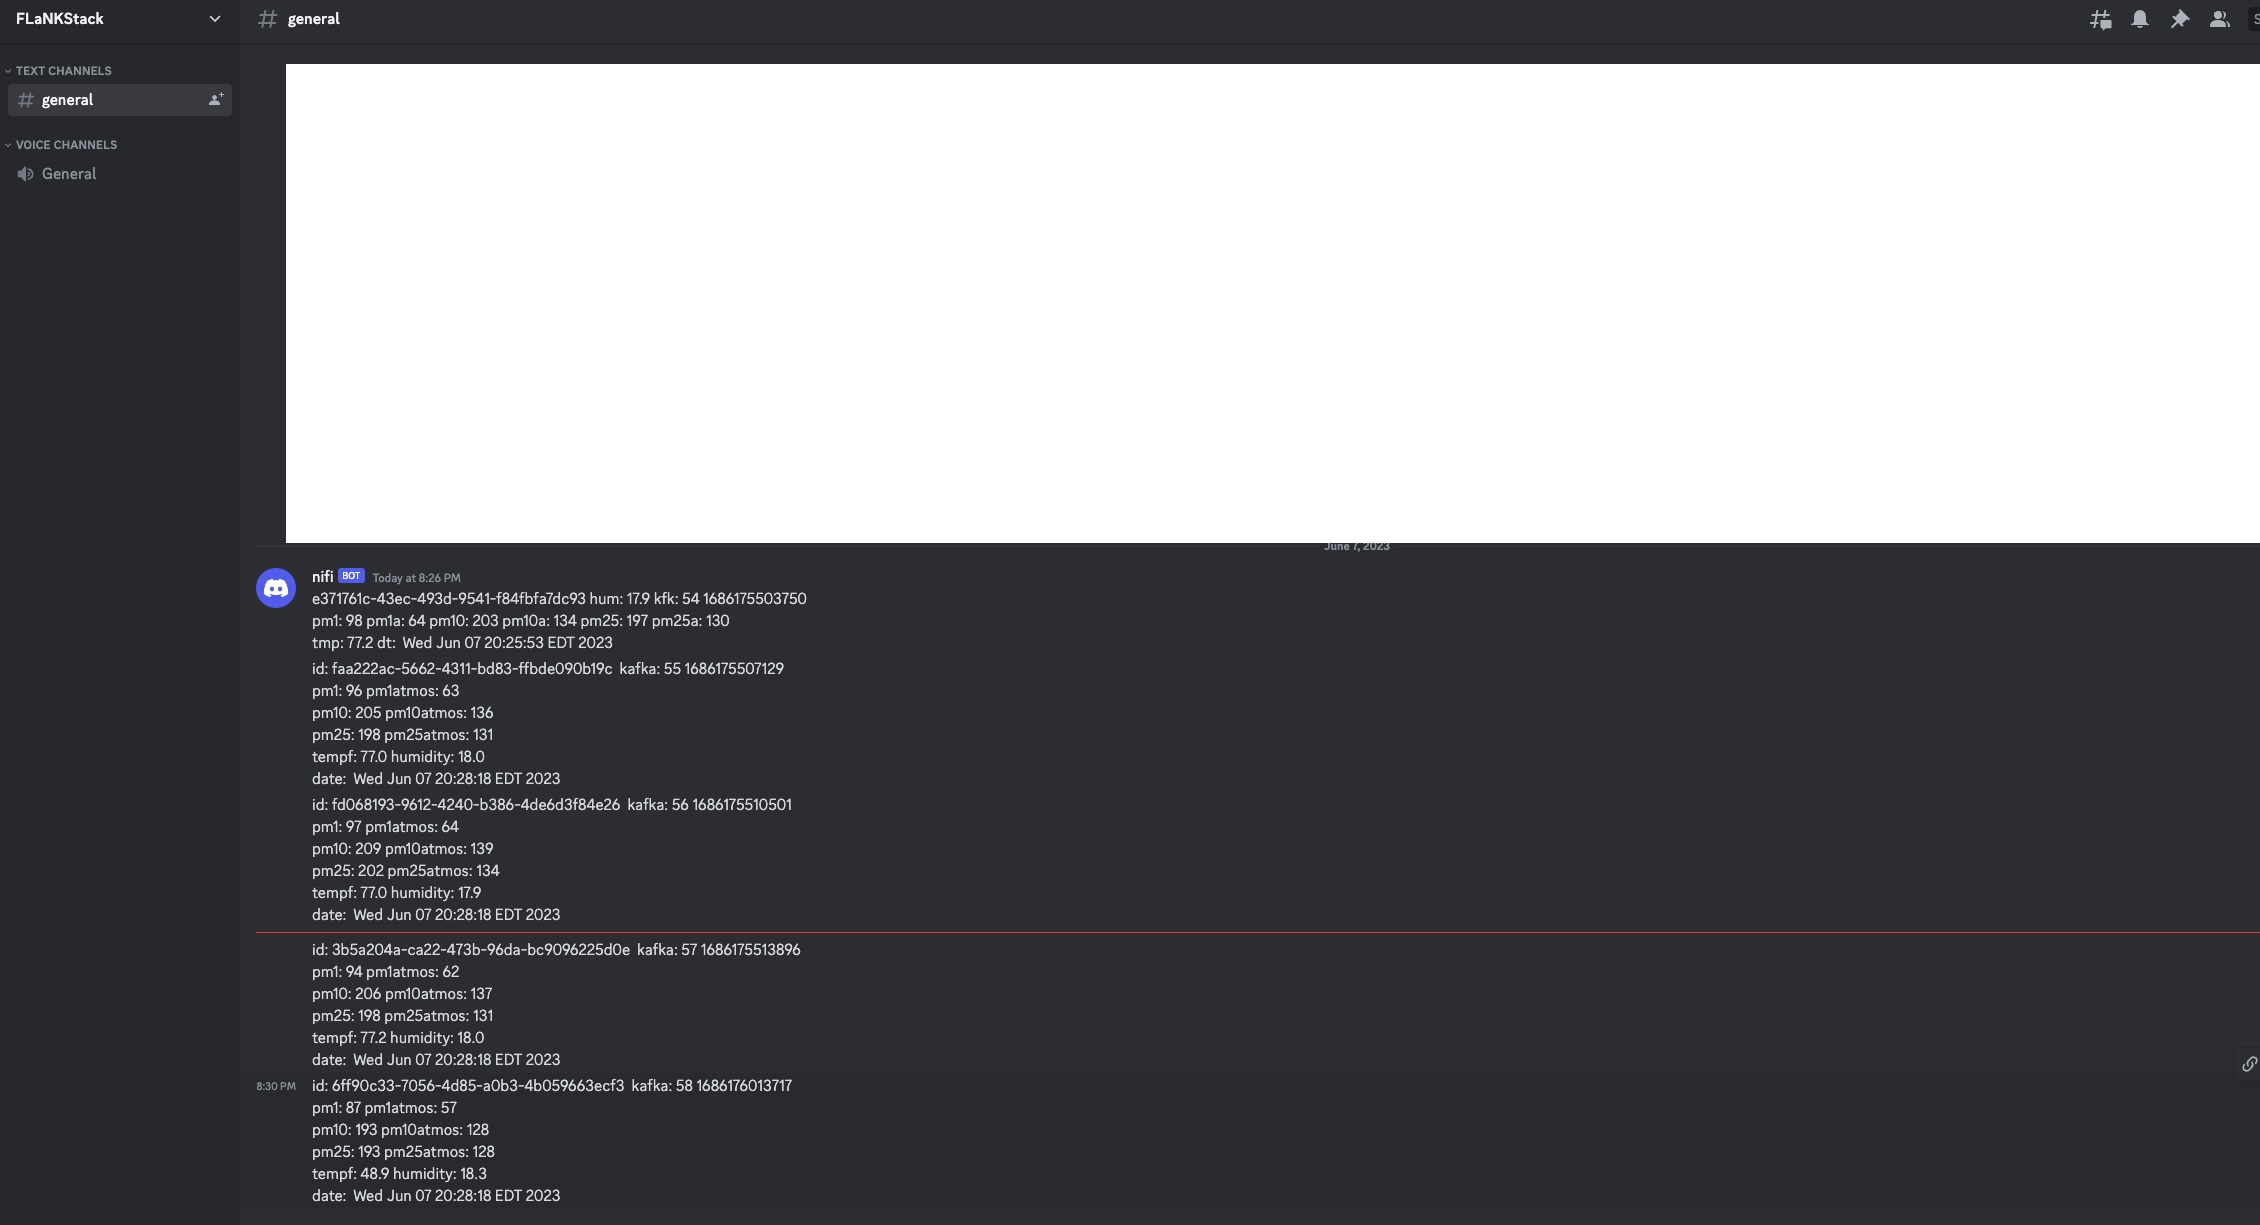 FLaNKStack
TEXT CHANNELS
general
VOICE CHANNELS
General
general
June 7, 2023
nifi BOT Today at 8:26 PM
e371761c-43ec-493d-9541-f84fbfa7dc93 hum: 17.9 kfk: 54 1686175503750
pm1: 98 pm1a: 64 pm10: 203 pm10a: 134 pm25: 197 pm25a: 130
tmp: 77.2 dt: Wed Jun 07 20:25:53 EDT 2023
id: faa222ac-5662-4311-bd83-ffbde090b19c kafka: 55 1686175507129
pm1: 96 pm1atmos: 63
pm10: 205 pm10atmos: 136
pm25: 198 pm25atmos: 131
tempf: 77.0 humidity: 18.0
date: Wed Jun 07 20:28:18 EDT 2023
id: fd068193-9612-4240-b386-4de6d3f84e26 kafka: 56 1686175510501
pm1: 97 pm1atmos: 64
pm10: 209 pm10atmos: 139
pm25: 202 pm25atmos: 134
tempf: 77.0 humidity: 17.9
date: Wed Jun 07 20:28:18 EDT 2023
id: 3b5a204a-ca22-473b-96da-bc9096225d0e kafka: 57 1686175513896
pm1: 94 pm1atmos: 62
pm10: 206 pm10atmos: 137
pm25: 198 pm25atmos: 131
tempf: 77.2 humidity: 18.0
date: Wed Jun 07 20:28:18 EDT 2023
8:30 PM id: 6ff90c33-7056-4d85-a0b3-4b059663ecf3 kafka: 58 1686176013717
pm1: 87 pm1atmos: 57
pm10: 193 pm10atmos: 128
pm25: 193 pm25atmos: 128
tempf: 48.9 humidity: 18.3
date: Wed Jun 07 20:28:18 EDT 2023